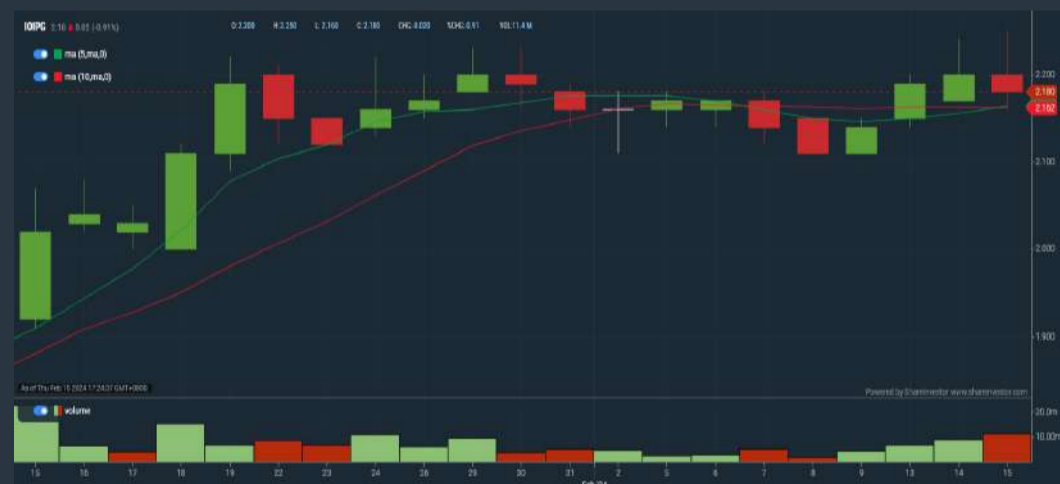 IOIPG 2.18 0.02 (-0.91%) O: 2.200 H: 2.250 L: 2.160 C: 2.180 CHG: -0.020 %CHG: -0.91 VOL: 11.4 M
ma (5,ma,0)
ma (10,ma,0)
2.200
2.180
2.162
2.100
2.000
1.900
As of Thu Feb 15 2024 17:24:07 GMT+0800
Powered by ShareInvestor www.shareinvestor.com
volume
20.0m
10.00m
15 16 17 18 19 22 23 24 26 29 30 31 2 5 6 7 8 9 13 14 15